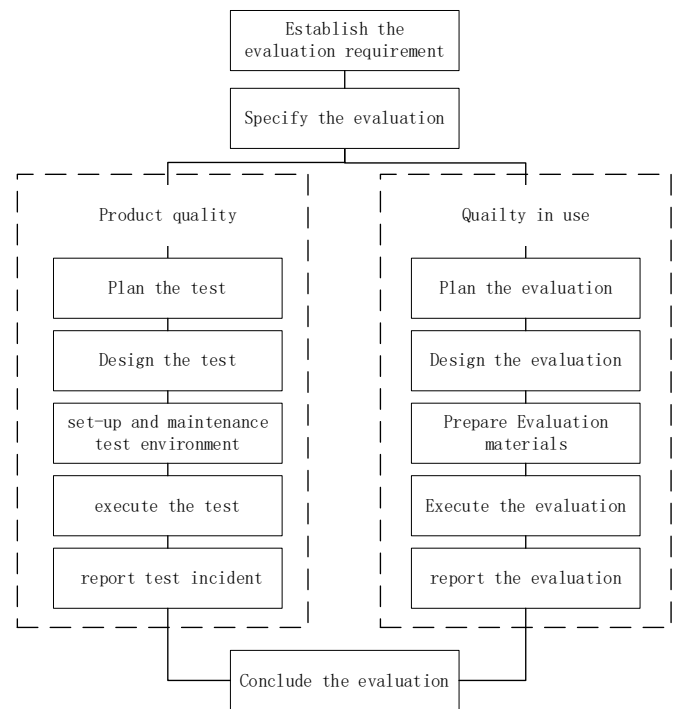 Establish the
evaluation requirement
Specify the evaluation
Product quality
Plan the test
Design the test
set-up and maintenance
test environment
execute the test
report test incident
Quailty in use
Plan the evaluation
Design the evaluation
Prepare Evaluation
materials
Execute the evaluation
report the evaluation
Conclude the evaluation